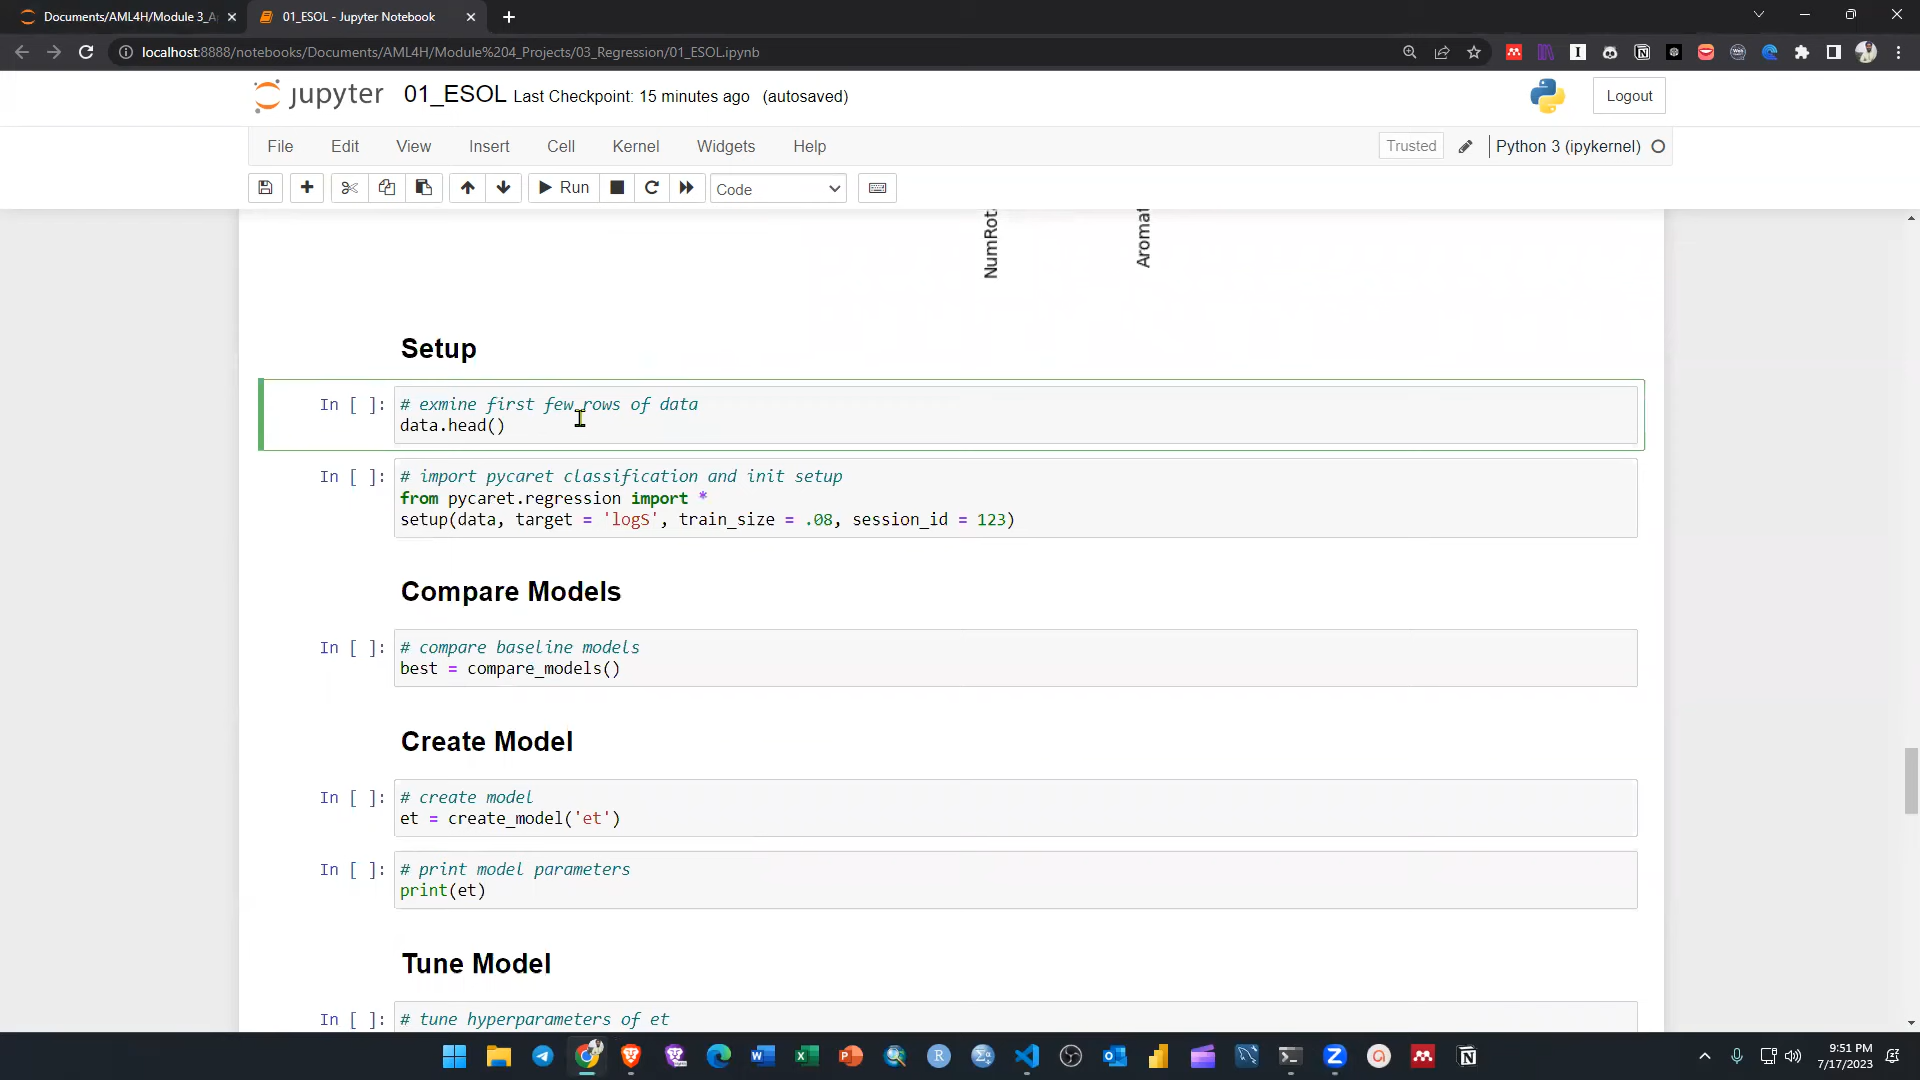 Documents/AML4H/Module 3_A
01_ESOL - Jupyter Notebook
localhost:8888/notebooks/Documents/AML4H/Module%204_Projects/03_Regression/01_ESOL.ipynb
jupyter 01_ESOL Last Checkpoint: 15 minutes ago (autosaved)
Logout
File Edit View Insert Cell Kernel Widgets Help
Trusted
Python 3 (ipykernel)
Run
Code
NumRot
Aromat
Setup
In [ ]: # exmine first few rows of data
data.head()
In [ ]: # import pycaret classification and init setup
from pycaret.regression import *
setup(data, target = 'logS', train_size = .08, session_id = 123)
Compare Models
In [ ]: # compare baseline models
best = compare_models()
Create Model
In [ ]: # create model
et = create_model('et')
In [ ]: # print model parameters
print(et)
Tune Model
In [ ]: # tune hyperparameters of et
9:51 PM
7/17/2023